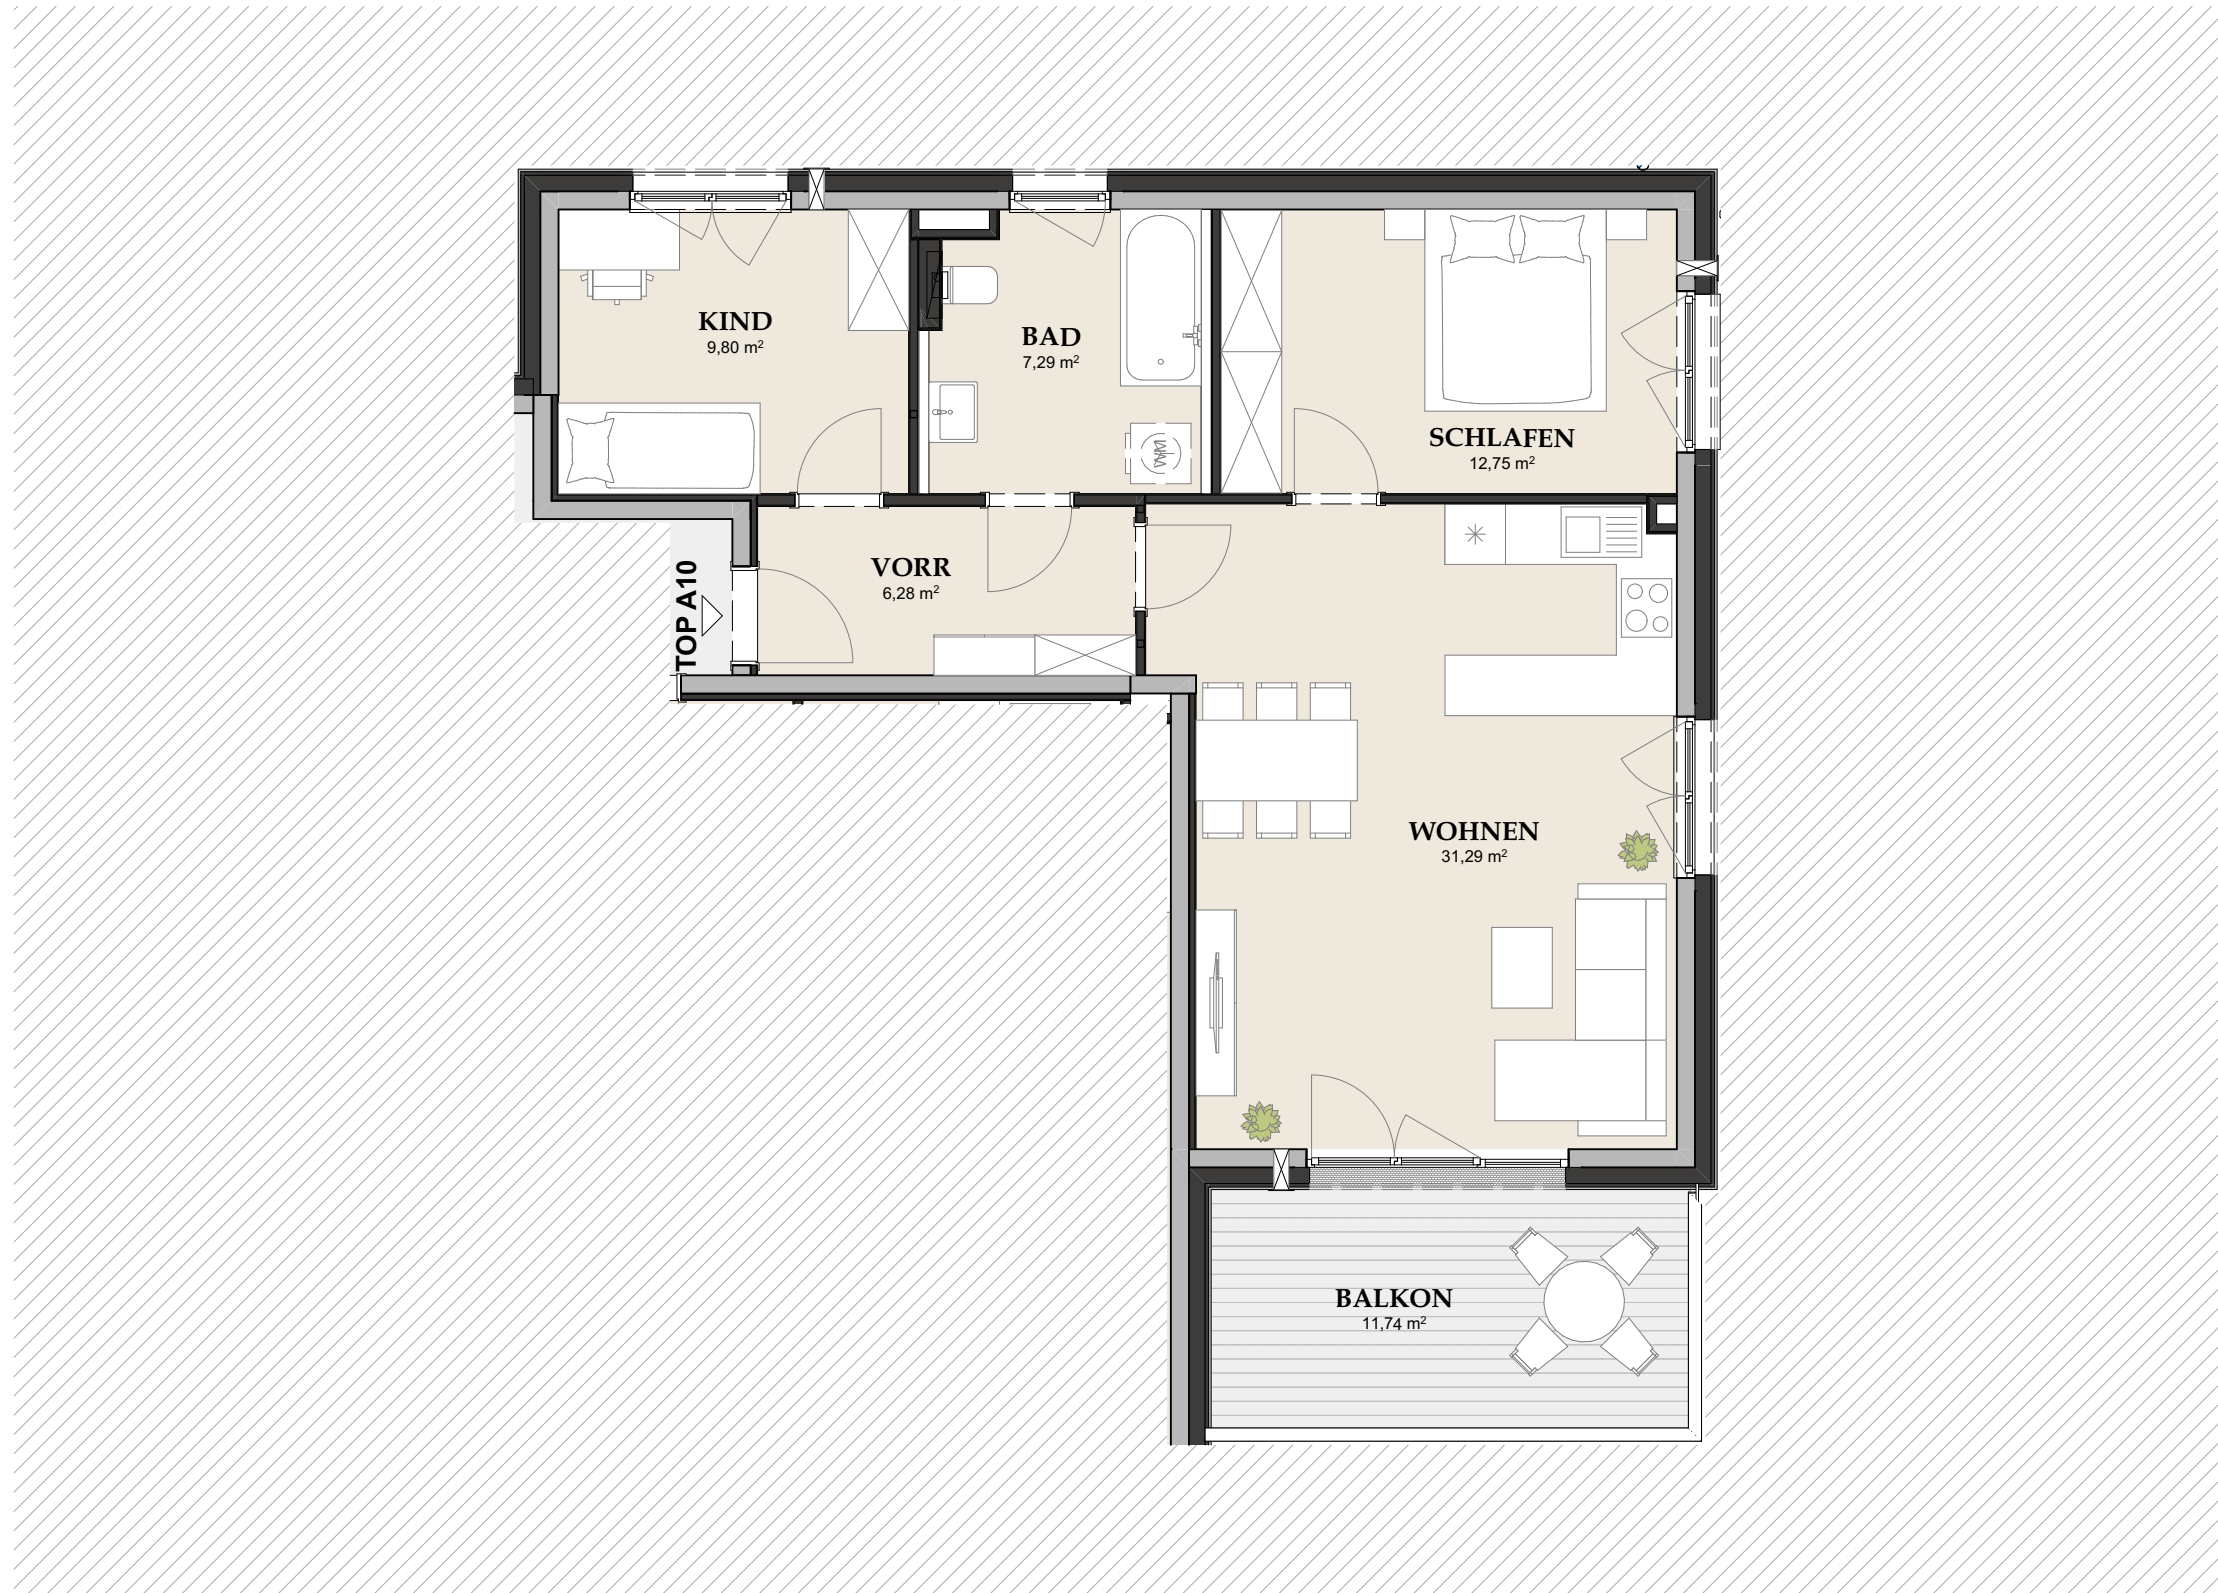 KIND
9,80 m²
BAD
7,29 m²
SCHLAFEN
12,75 m²
VORR
6,28 m²
TOP A10
WOHNEN
31,29 m²
BALKON
11,74 m²